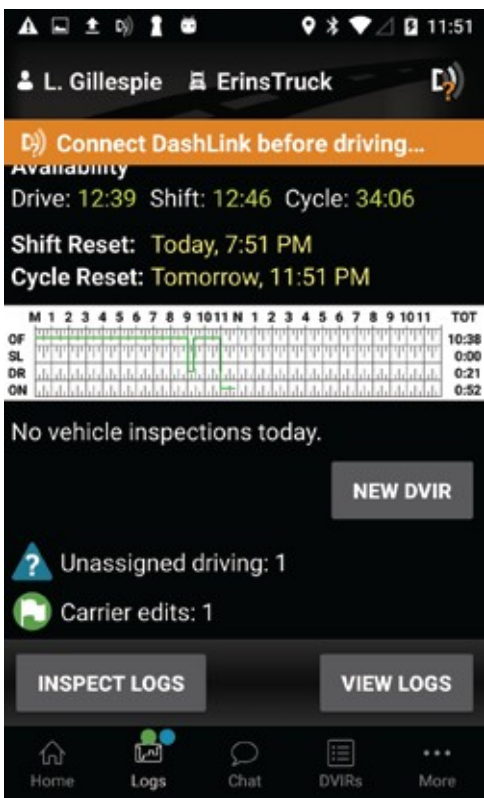 11:51
L. Gillespie ErinsTruck
Connect DashLink before driving...
Availability
Drive: 12:39 Shift: 12:46 Cycle: 34:06
Shift Reset: Today, 7:51 PM
Cycle Reset: Tomorrow, 11:51 PM
M 1 2 3 4 5 6 7 8 9 10 11 N 1 2 3 4 5 6 7 8 9 10 11 TOT
OF 10:38
SL 0:00
DR 0:21
ON 0:52
No vehicle inspections today.
NEW DVIR
Unassigned driving: 1
Carrier edits: 1
INSPECT LOGS VIEW LOGS
Home Logs Chat DVIRs More